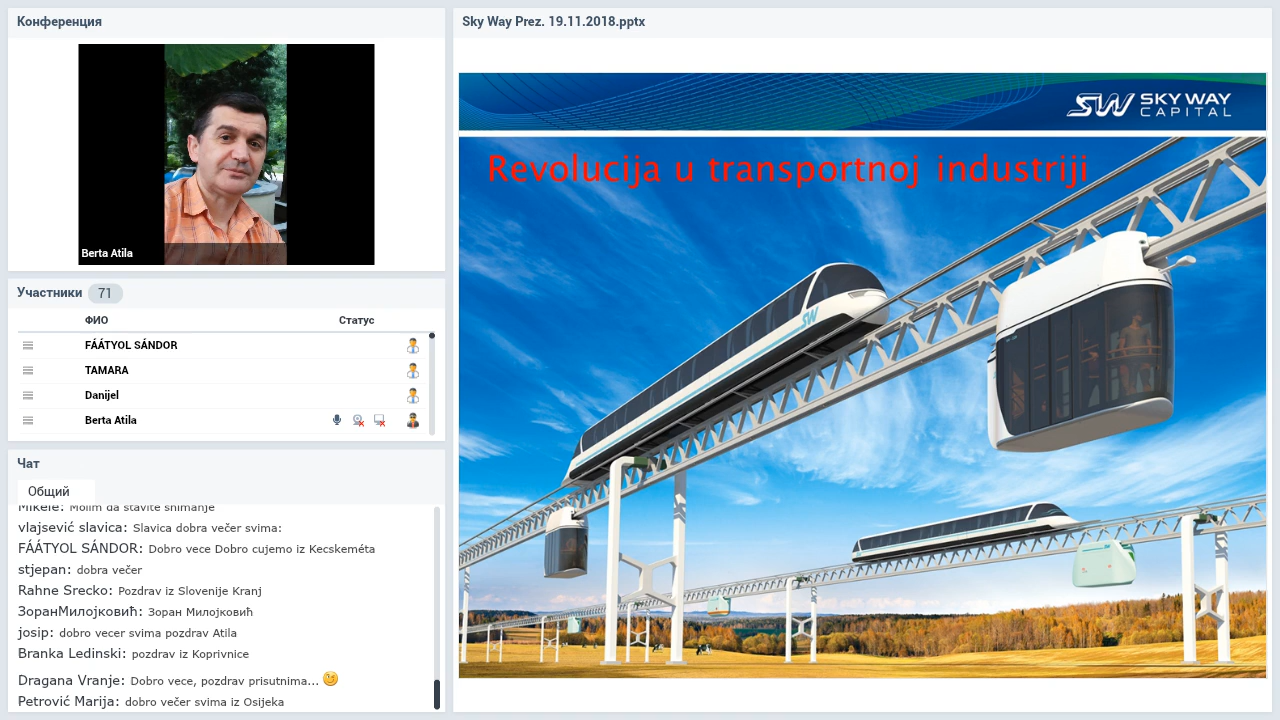 Конференция
Berta Atila
Участники 71
ФИО Статус
FÁÁTYOL SÁNDOR
TAMARA
Danijel
Berta Atila
Чат
Общий
Mikele: Molim da stavite snimanje
vlajsević slavica: Slavica dobra večer svima:
FÁÁTYOL SÁNDOR: Dobro vece Dobro cujemo iz Kecskeméta
stjepan: dobra večer
Rahne Srecko: Pozdrav iz Slovenije Kranj
ЗоранМилојковић: Зоран Милојковић
josip: dobro vecer svima pozdrav Atila
Branka Ledinski: pozdrav iz Koprivnice
Dragana Vranje: Dobro vece, pozdrav prisutnima...
Petrović Marija: dobro večer svima iz Osijeka
Sky Way Prez. 19.11.2018.pptx
SW SKY WAY
CAPITAL
Revolucija u transportnoj industriji
SW